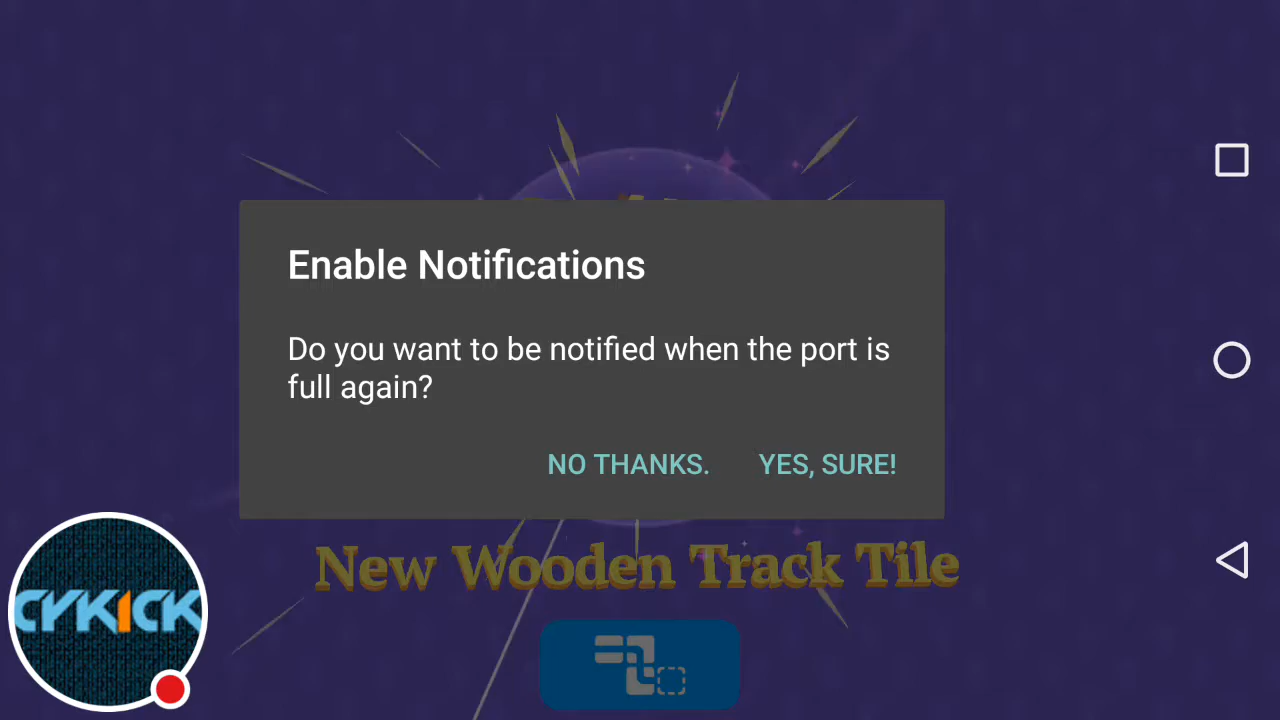 Enable Notifications
Do you want to be notified when the port is
full again?
NO THANKS. YES, SURE!
New Wooden Track Tile
CYKICK